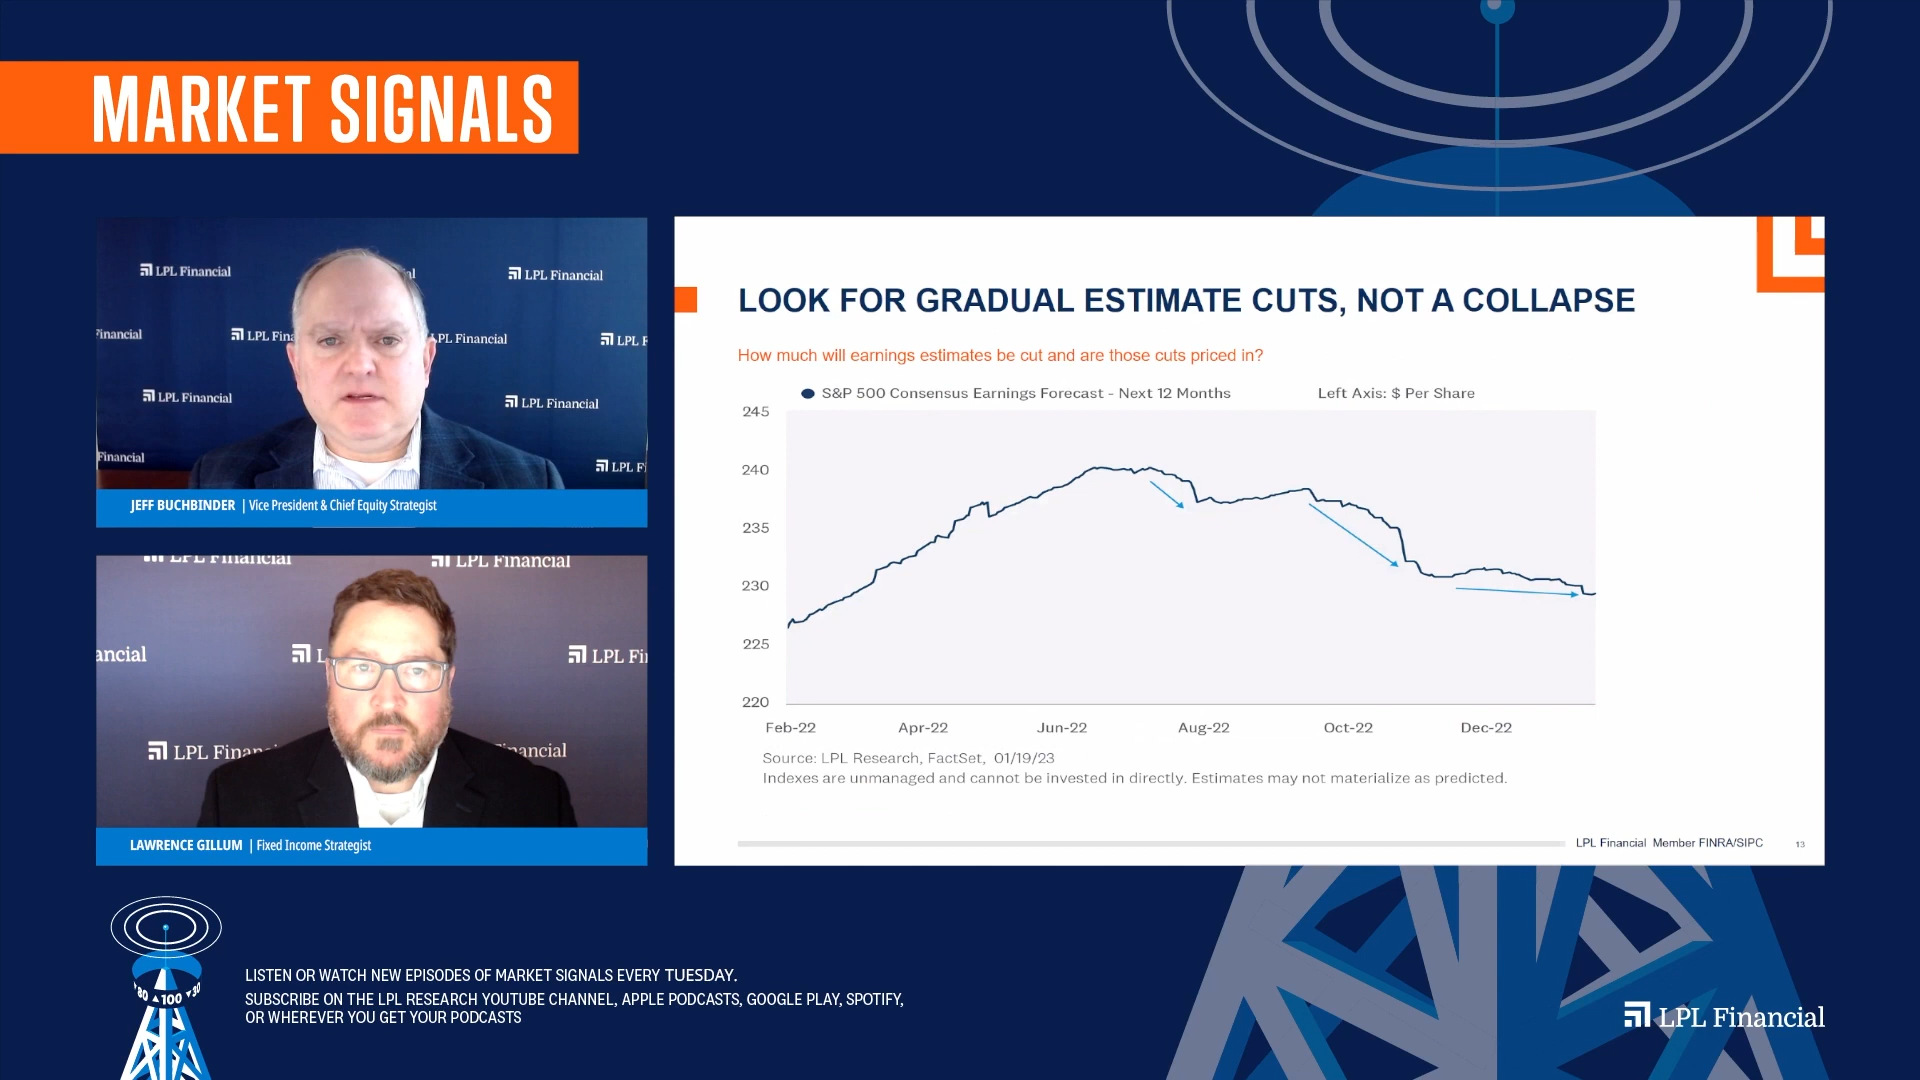 MARKET SIGNALS
LPL Financial
LPL Financial
LPL Financial
LPL Financial
LPL Financial
JEFF BUCHBINDER | Vice President & Chief Equity Strategist
LPL Financial
LAWRENCE GILLUM | Fixed Income Strategist
LOOK FOR GRADUAL ESTIMATE CUTS, NOT A COLLAPSE
How much will earnings estimates be cut and are those cuts priced in?
S&P 500 Consensus Earnings Forecast - Next 12 Months
Left Axis: $ Per Share
245
240
235
230
225
220
Feb-22 Apr-22 Jun-22 Aug-22 Oct-22 Dec-22
Source: LPL Research, FactSet, 01/19/23
Indexes are unmanaged and cannot be invested in directly. Estimates may not materialize as predicted.
LPL Financial Member FINRA/SIPC 13
80 100 30
LISTEN OR WATCH NEW EPISODES OF MARKET SIGNALS EVERY TUESDAY.
SUBSCRIBE ON THE LPL RESEARCH YOUTUBE CHANNEL, APPLE PODCASTS, GOOGLE PLAY, SPOTIFY,
OR WHEREVER YOU GET YOUR PODCASTS
LPL Financial